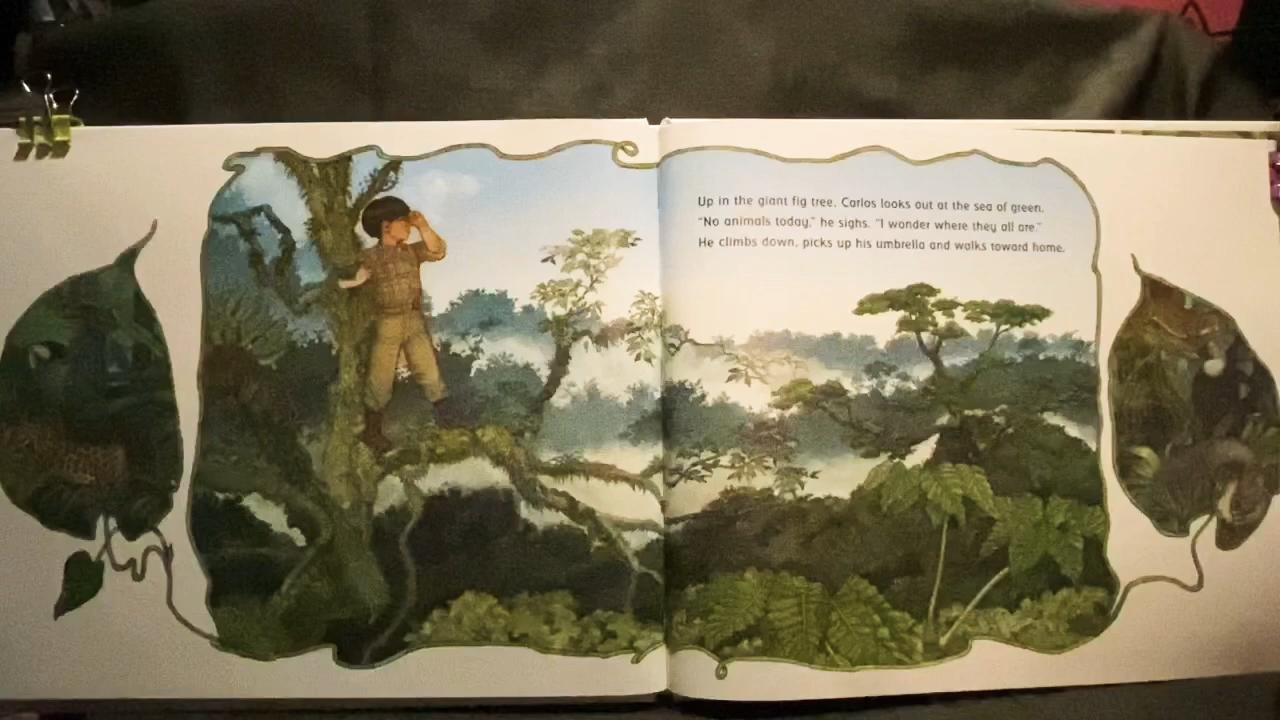 Up in the giant fig tree, Carlos looks out at the sea of green.
"No animals today," he sighs. "I wonder where they all are."
He climbs down, picks up his umbrella and walks toward home.